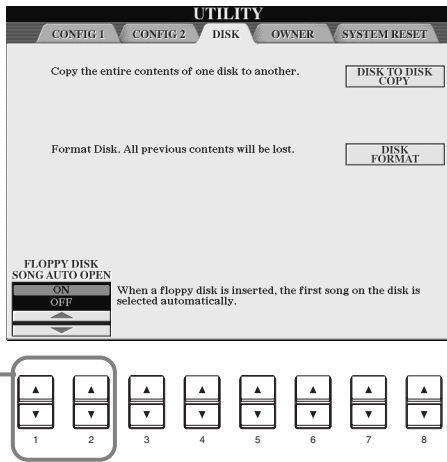 UTILITY
CONFIG 1 CONFIG 2 DISK OWNER SYSTEM RESET
Copy the entire contents of one disk to another.
DISK TO DISK
COPY
Format Disk. All previous contents will be lost.
DISK
FORMAT
FLOPPY DISK
SONG AUTO OPEN
ON
OFF
When a floppy disk is inserted, the first song on the disk is
selected automatically.
1 2 3 4 5 6 7 8